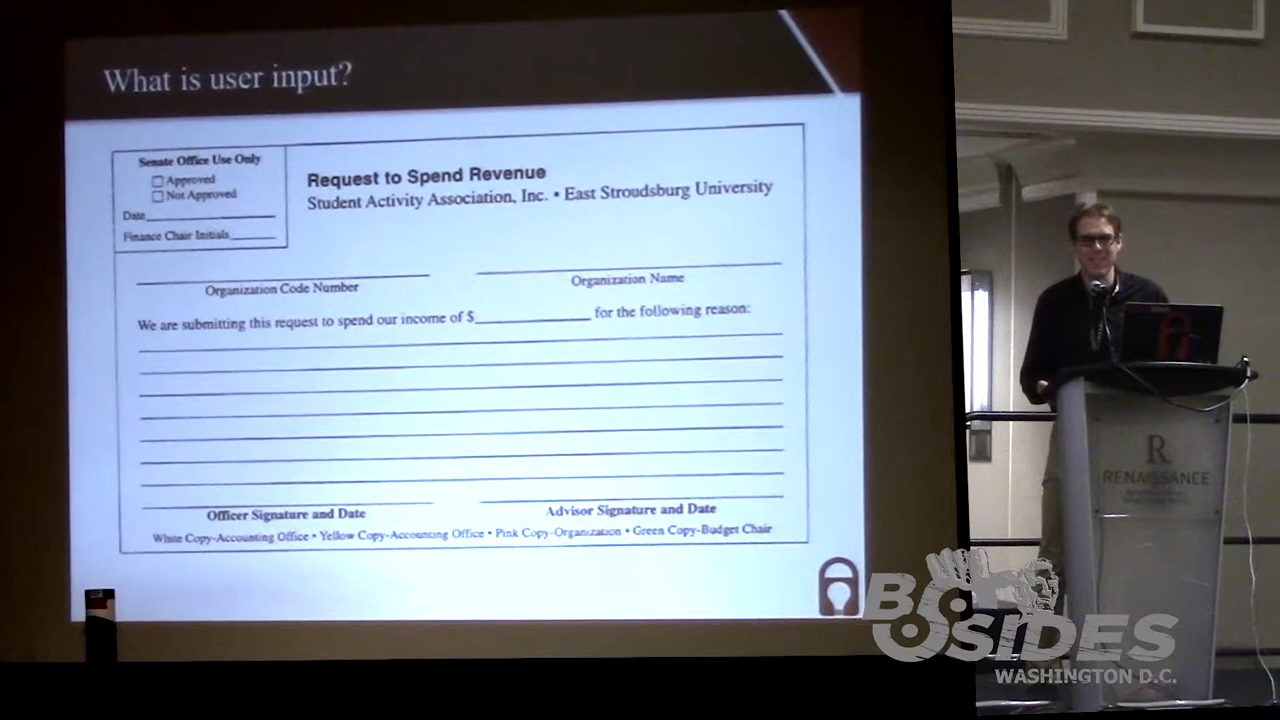 What is user input?
Senate Office Use Only
Approved
Not Approved
Date
Finance Chair Initials
Request to Spend Revenue
Student Activity Association, Inc. • East Stroudsburg University
Organization Code Number
Organization Name
We are submitting this request to spend our income of $__________ for the following reason:
Officer Signature and Date
Advisor Signature and Date
White Copy-Accounting Office • Yellow Copy-Accounting Office • Pink Copy-Organization • Green Copy-Budget Chair
R
RENAISSANCE
BSIDES
WASHINGTON D.C.